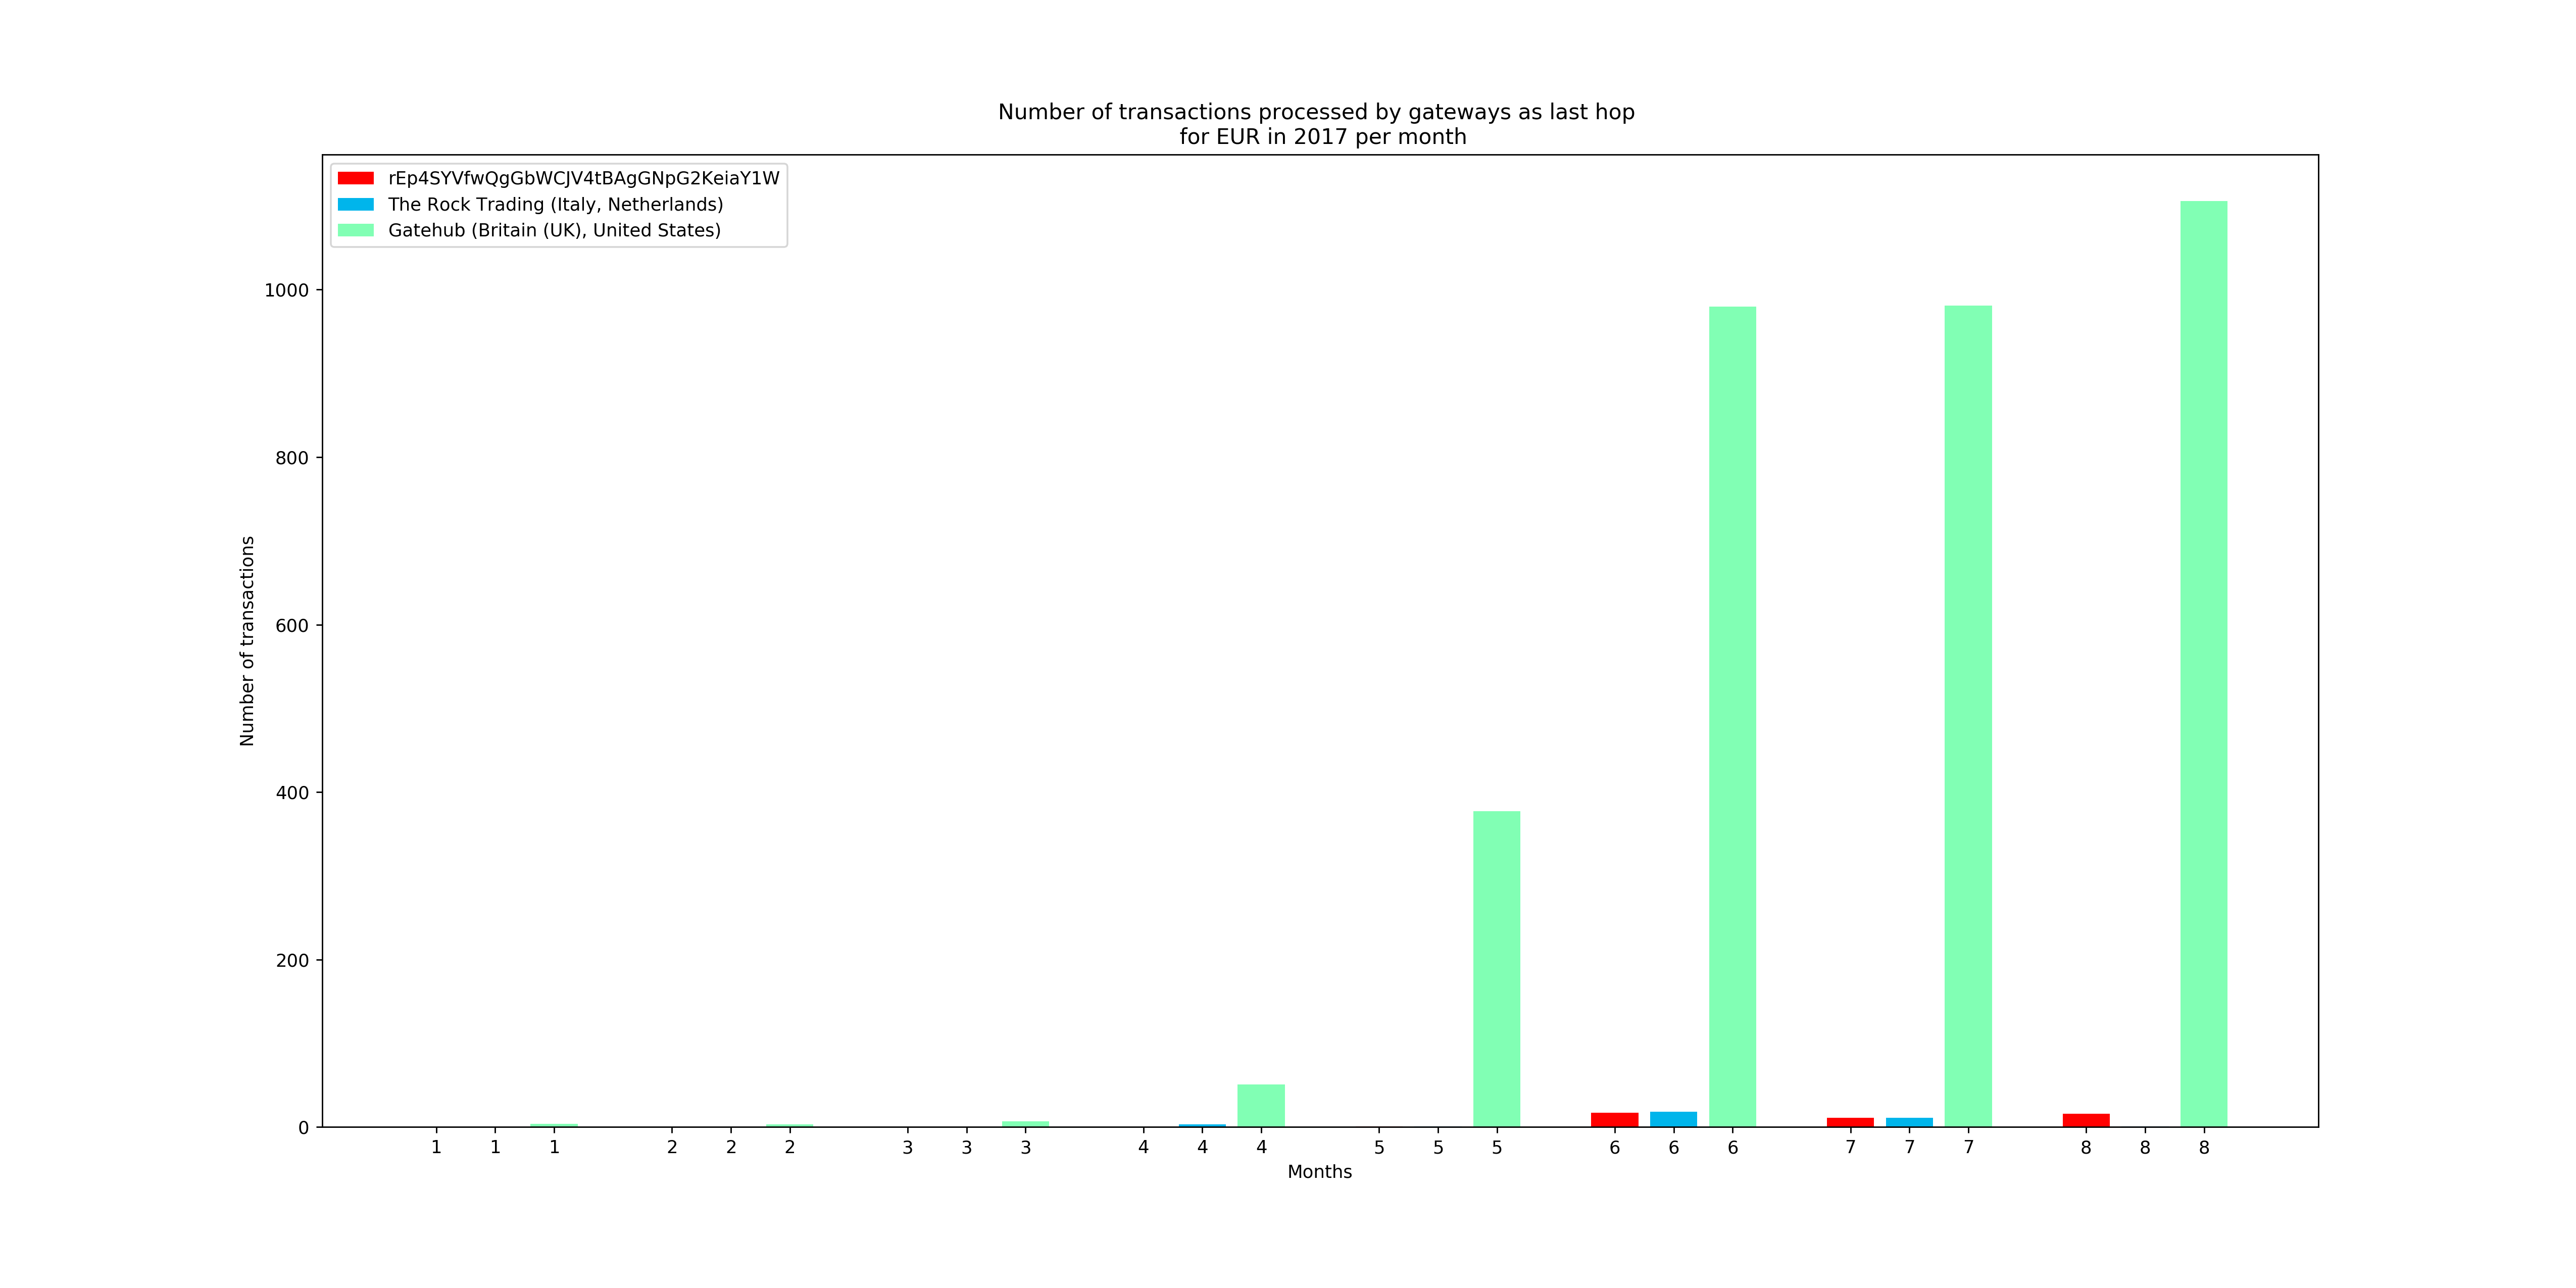 Number of transactions processed by gateways as last hop
for EUR in 2017 per month
rEp4SYVfwQgGbWCJV4tBAgGNpG2KeiaY1W
The Rock Trading (Italy, Netherlands)
Gatehub (Britain (UK), United States)
1000
800
600
400
200
0
Number of transactions
1 1 1 2 2 2 3 3 3 4 4 4 5 5 5 6 6 6 7 7 7 8 8 8
Months